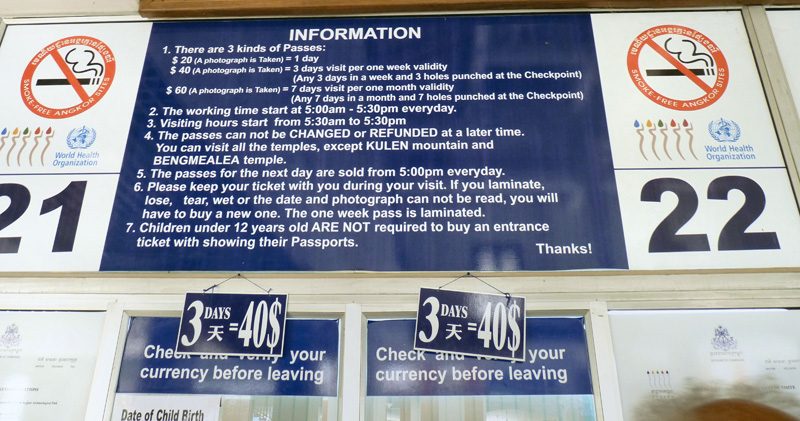 INFORMATION
1. There are 3 kinds of Passes:
$ 20 (A photograph is Taken) = 1 day
$ 40 (A photograph is Taken) = 3 days visit per one week validity
(Any 3 days in a week and 3 holes punched at the Checkpoint)
$ 60 (A photograph is Taken) = 7 days visit per one month validity
(Any 7 days in a month and 7 holes punched at the Checkpoint)
2. The working time start at 5:00am - 5:30pm everyday.
3. Visiting hours start from 5:30am to 5:30pm
4. The passes can not be CHANGED or REFUNDED at a later time.
You can visit all the temples, except KULEN mountain and
BENGMEALEA temple.
5. The passes for the next day are sold from 5:00pm everyday.
6. Please keep your ticket with you during your visit. If you laminate,
lose, tear, wet or the date and photograph can not be read, you will
have to buy a new one. The one week pass is laminated.
7. Children under 12 years old ARE NOT required to buy an entrance
ticket with showing their Passports.
Thanks!
SMOKE-FREE ANGKOR SITES
World Health
Organization
21
SMOKE-FREE ANGKOR SITES
World Health
Organization
22
3 DAYS 天 =40$
Check and verify your
currency before leaving
Date of Child Birth
3 DAYS 天 =40$
Check and verify your
currency before leaving